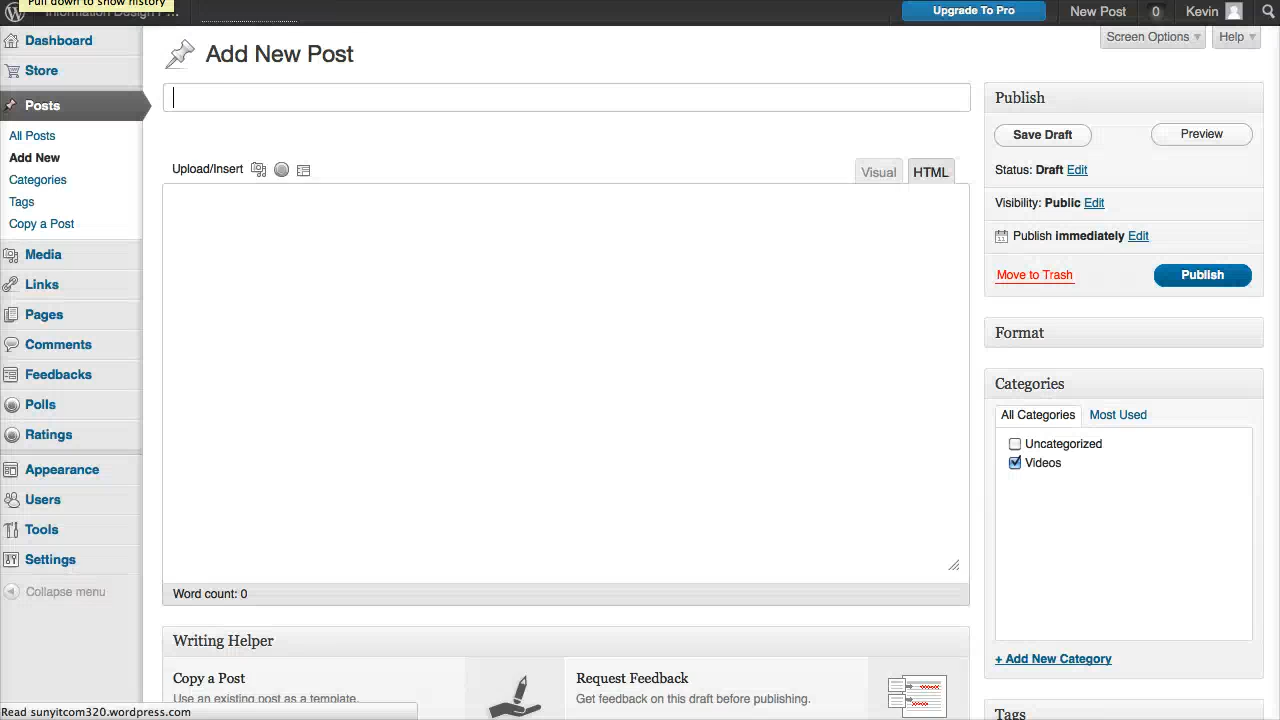 Pull down to show history
Information Design P ...
Upgrade To Pro
New Post
0
Kevin
Dashboard
Store
Posts
All Posts
Add New
Categories
Tags
Copy a Post
Media
Links
Pages
Comments
Feedbacks
Polls
Ratings
Appearance
Users
Tools
Settings
Collapse menu
Screen Options
Help
Add New Post
Upload/Insert
Visual
HTML
Word count: 0
Writing Helper
Copy a Post
Use an existing post as a template.
Request Feedback
Get feedback on this draft before publishing.
Publish
Save Draft
Preview
Status: Draft Edit
Visibility: Public Edit
Publish immediately Edit
Move to Trash
Publish
Format
Categories
All Categories
Most Used
Uncategorized
Videos
+ Add New Category
Tags
Read sunyitcom320.wordpress.com